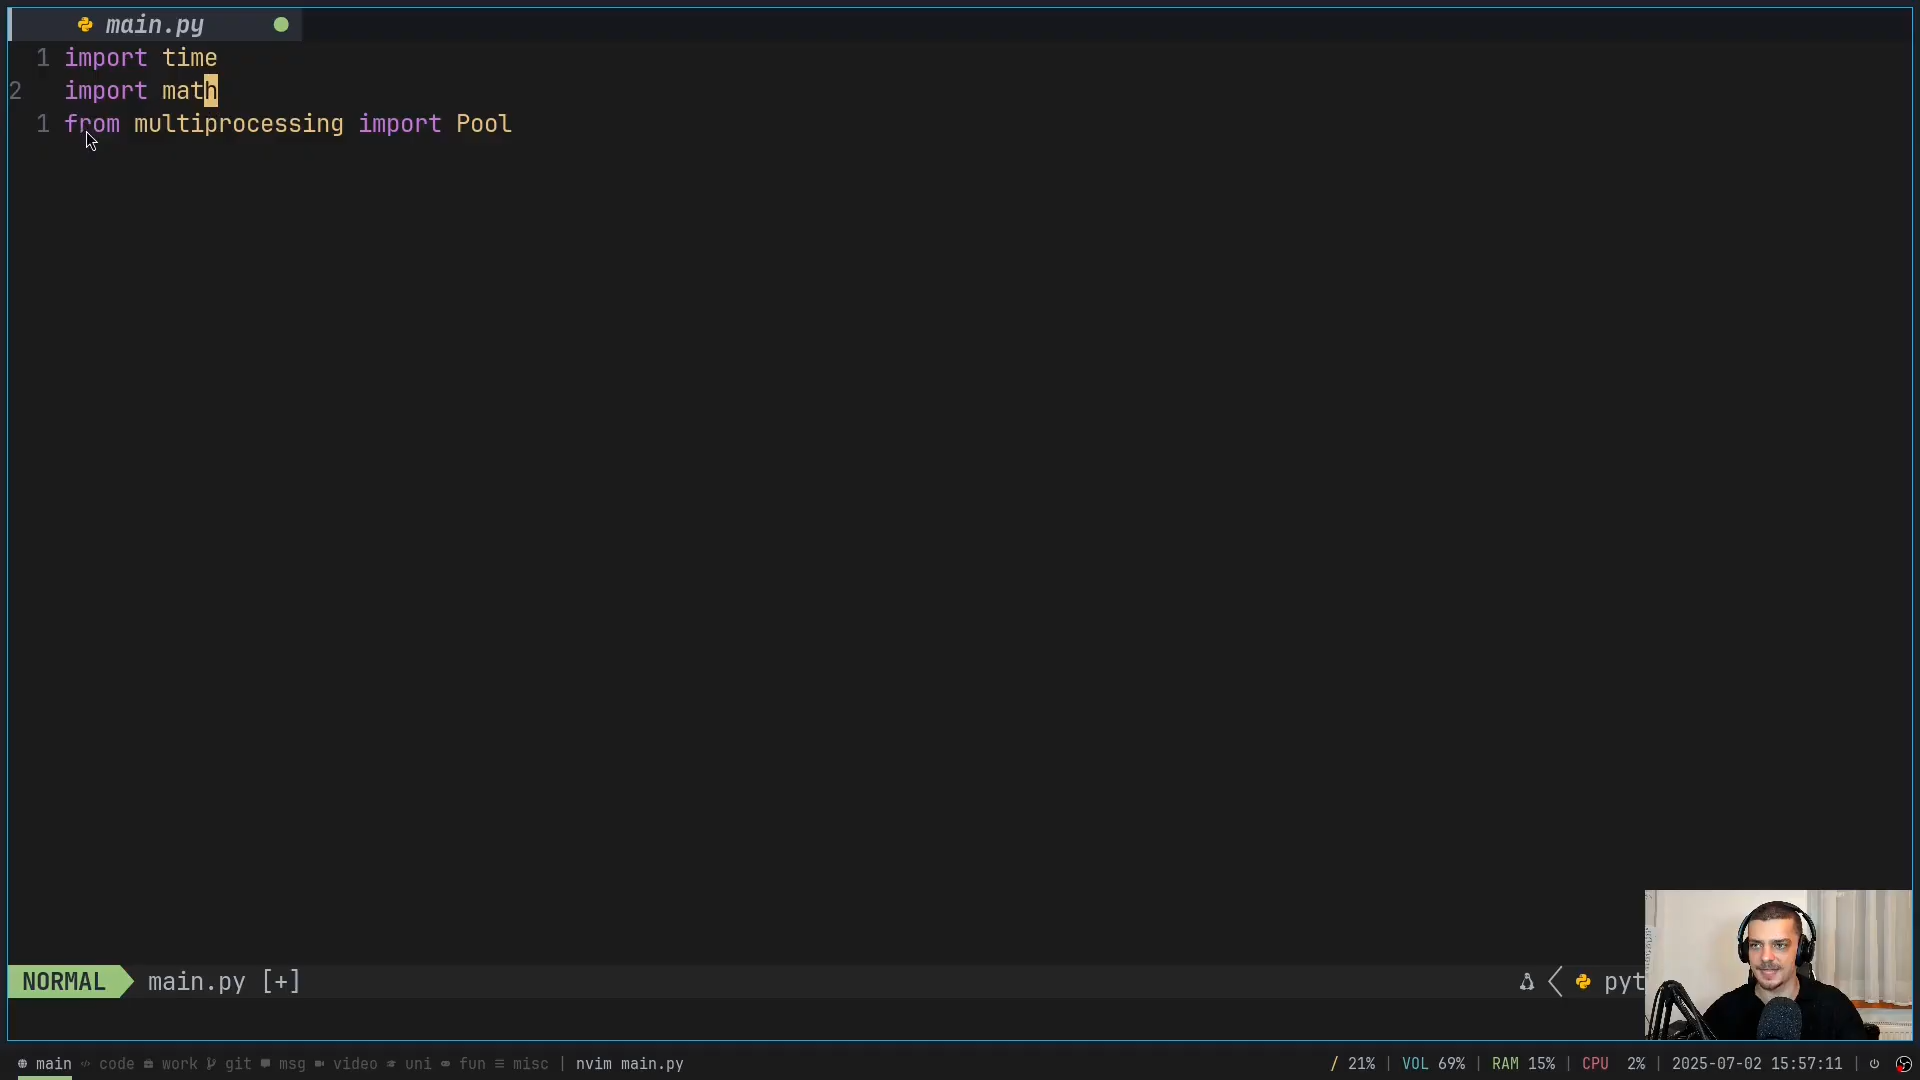 main.py
1 import time
2 import math
1 from multiprocessing import Pool
NORMAL main.py [+]
pyt
main code work git msg video uni fun misc | nvim main.py
/ 21% | VOL 69% | RAM 15% | CPU 2% | 2025-07-02 15:57:11 |